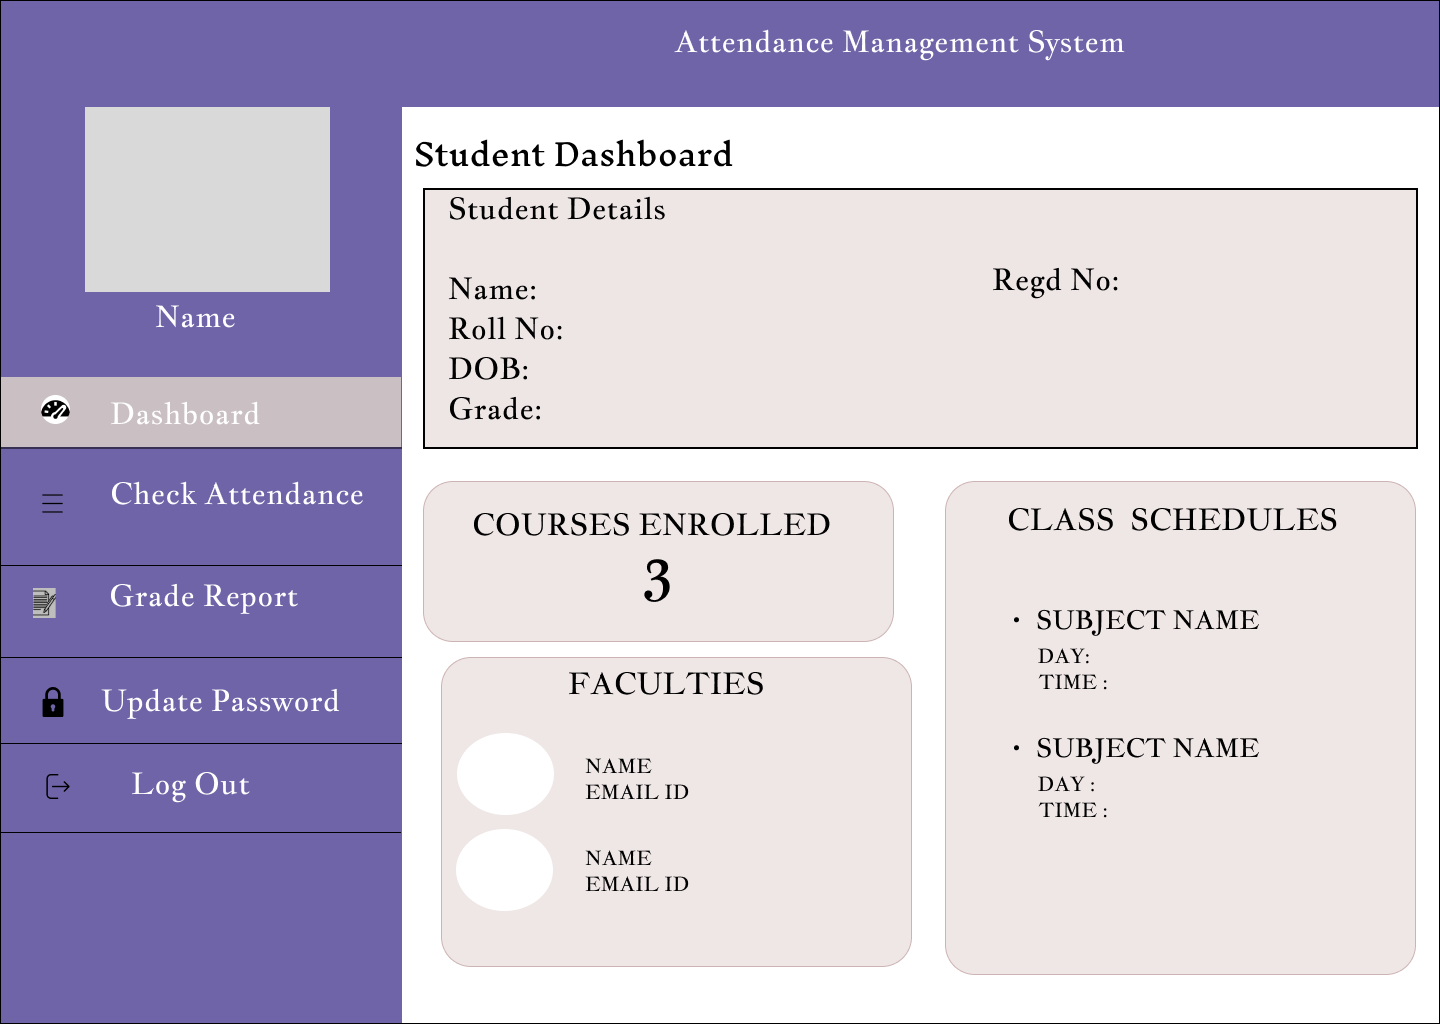 Attendance Management System
Name
Dashboard
Check Attendance
Grade Report
Update Password
Log Out
Student Dashboard
Student Details
Name:
Regd No:
Roll No:
DOB:
Grade:
COURSES ENROLLED
3
FACULTIES
NAME
EMAIL ID
NAME
EMAIL ID
CLASS SCHEDULES
• SUBJECT NAME
DAY:
TIME :
• SUBJECT NAME
DAY :
TIME :